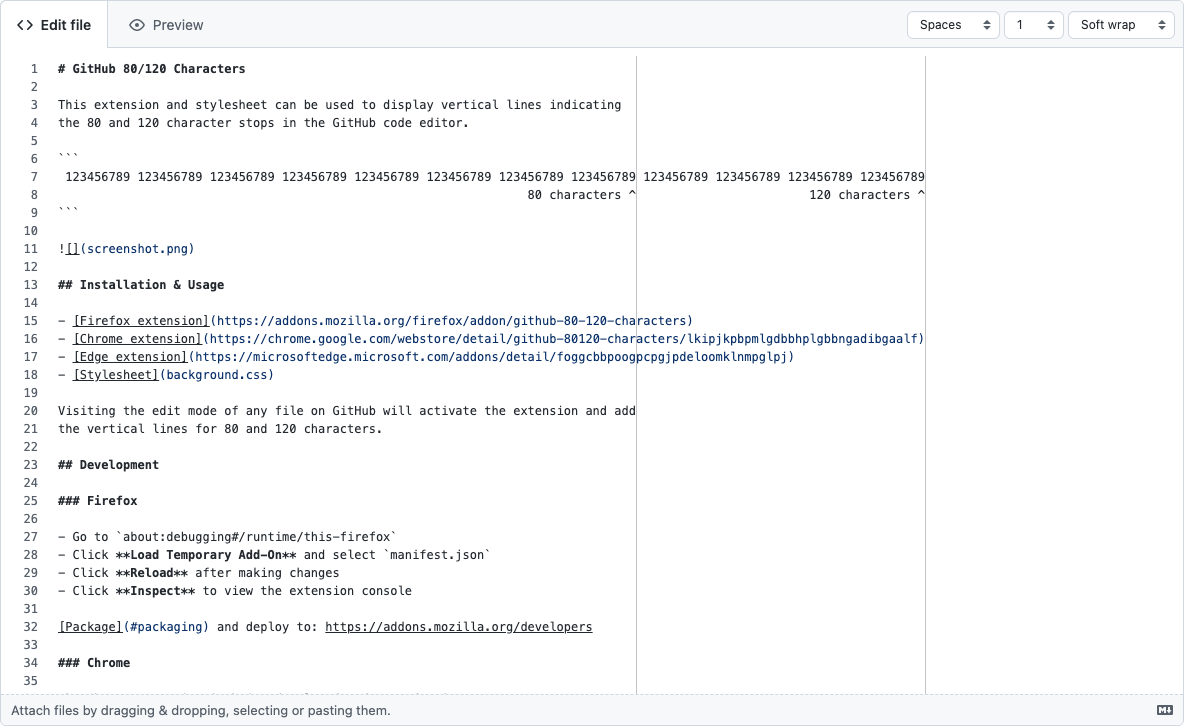 Edit file Preview Spaces 1 Soft wrap
1 # GitHub 80/120 Characters
2
3 This extension and stylesheet can be used to display vertical lines indicating
4 the 80 and 120 character stops in the GitHub code editor.
5
6 ```
7  123456789 123456789 123456789 123456789 123456789 123456789 123456789 123456789 123456789 123456789 123456789 123456789
8                                                                  80 characters ^                        120 characters ^
9 ```
10
11 ![](screenshot.png)
12
13 ## Installation & Usage
14
15 - [Firefox extension](https://addons.mozilla.org/firefox/addon/github-80-120-characters)
16 - [Chrome extension](https://chrome.google.com/webstore/detail/github-80120-characters/lkipjkpbpmlgdbbhplgbbngadibgaalf)
17 - [Edge extension](https://microsoftedge.microsoft.com/addons/detail/foggcbbpoogpcpgjpdeloomklnmpglpj)
18 - [Stylesheet](background.css)
19
20 Visiting the edit mode of any file on GitHub will activate the extension and add
21 the vertical lines for 80 and 120 characters.
22
23 ## Development
24
25 ### Firefox
26
27 - Go to `about:debugging#/runtime/this-firefox`
28 - Click **Load Temporary Add-On** and select `manifest.json`
29 - Click **Reload** after making changes
30 - Click **Inspect** to view the extension console
31
32 [Package](#packaging) and deploy to: https://addons.mozilla.org/developers
33
34 ### Chrome
35
Attach files by dragging & dropping, selecting or pasting them.